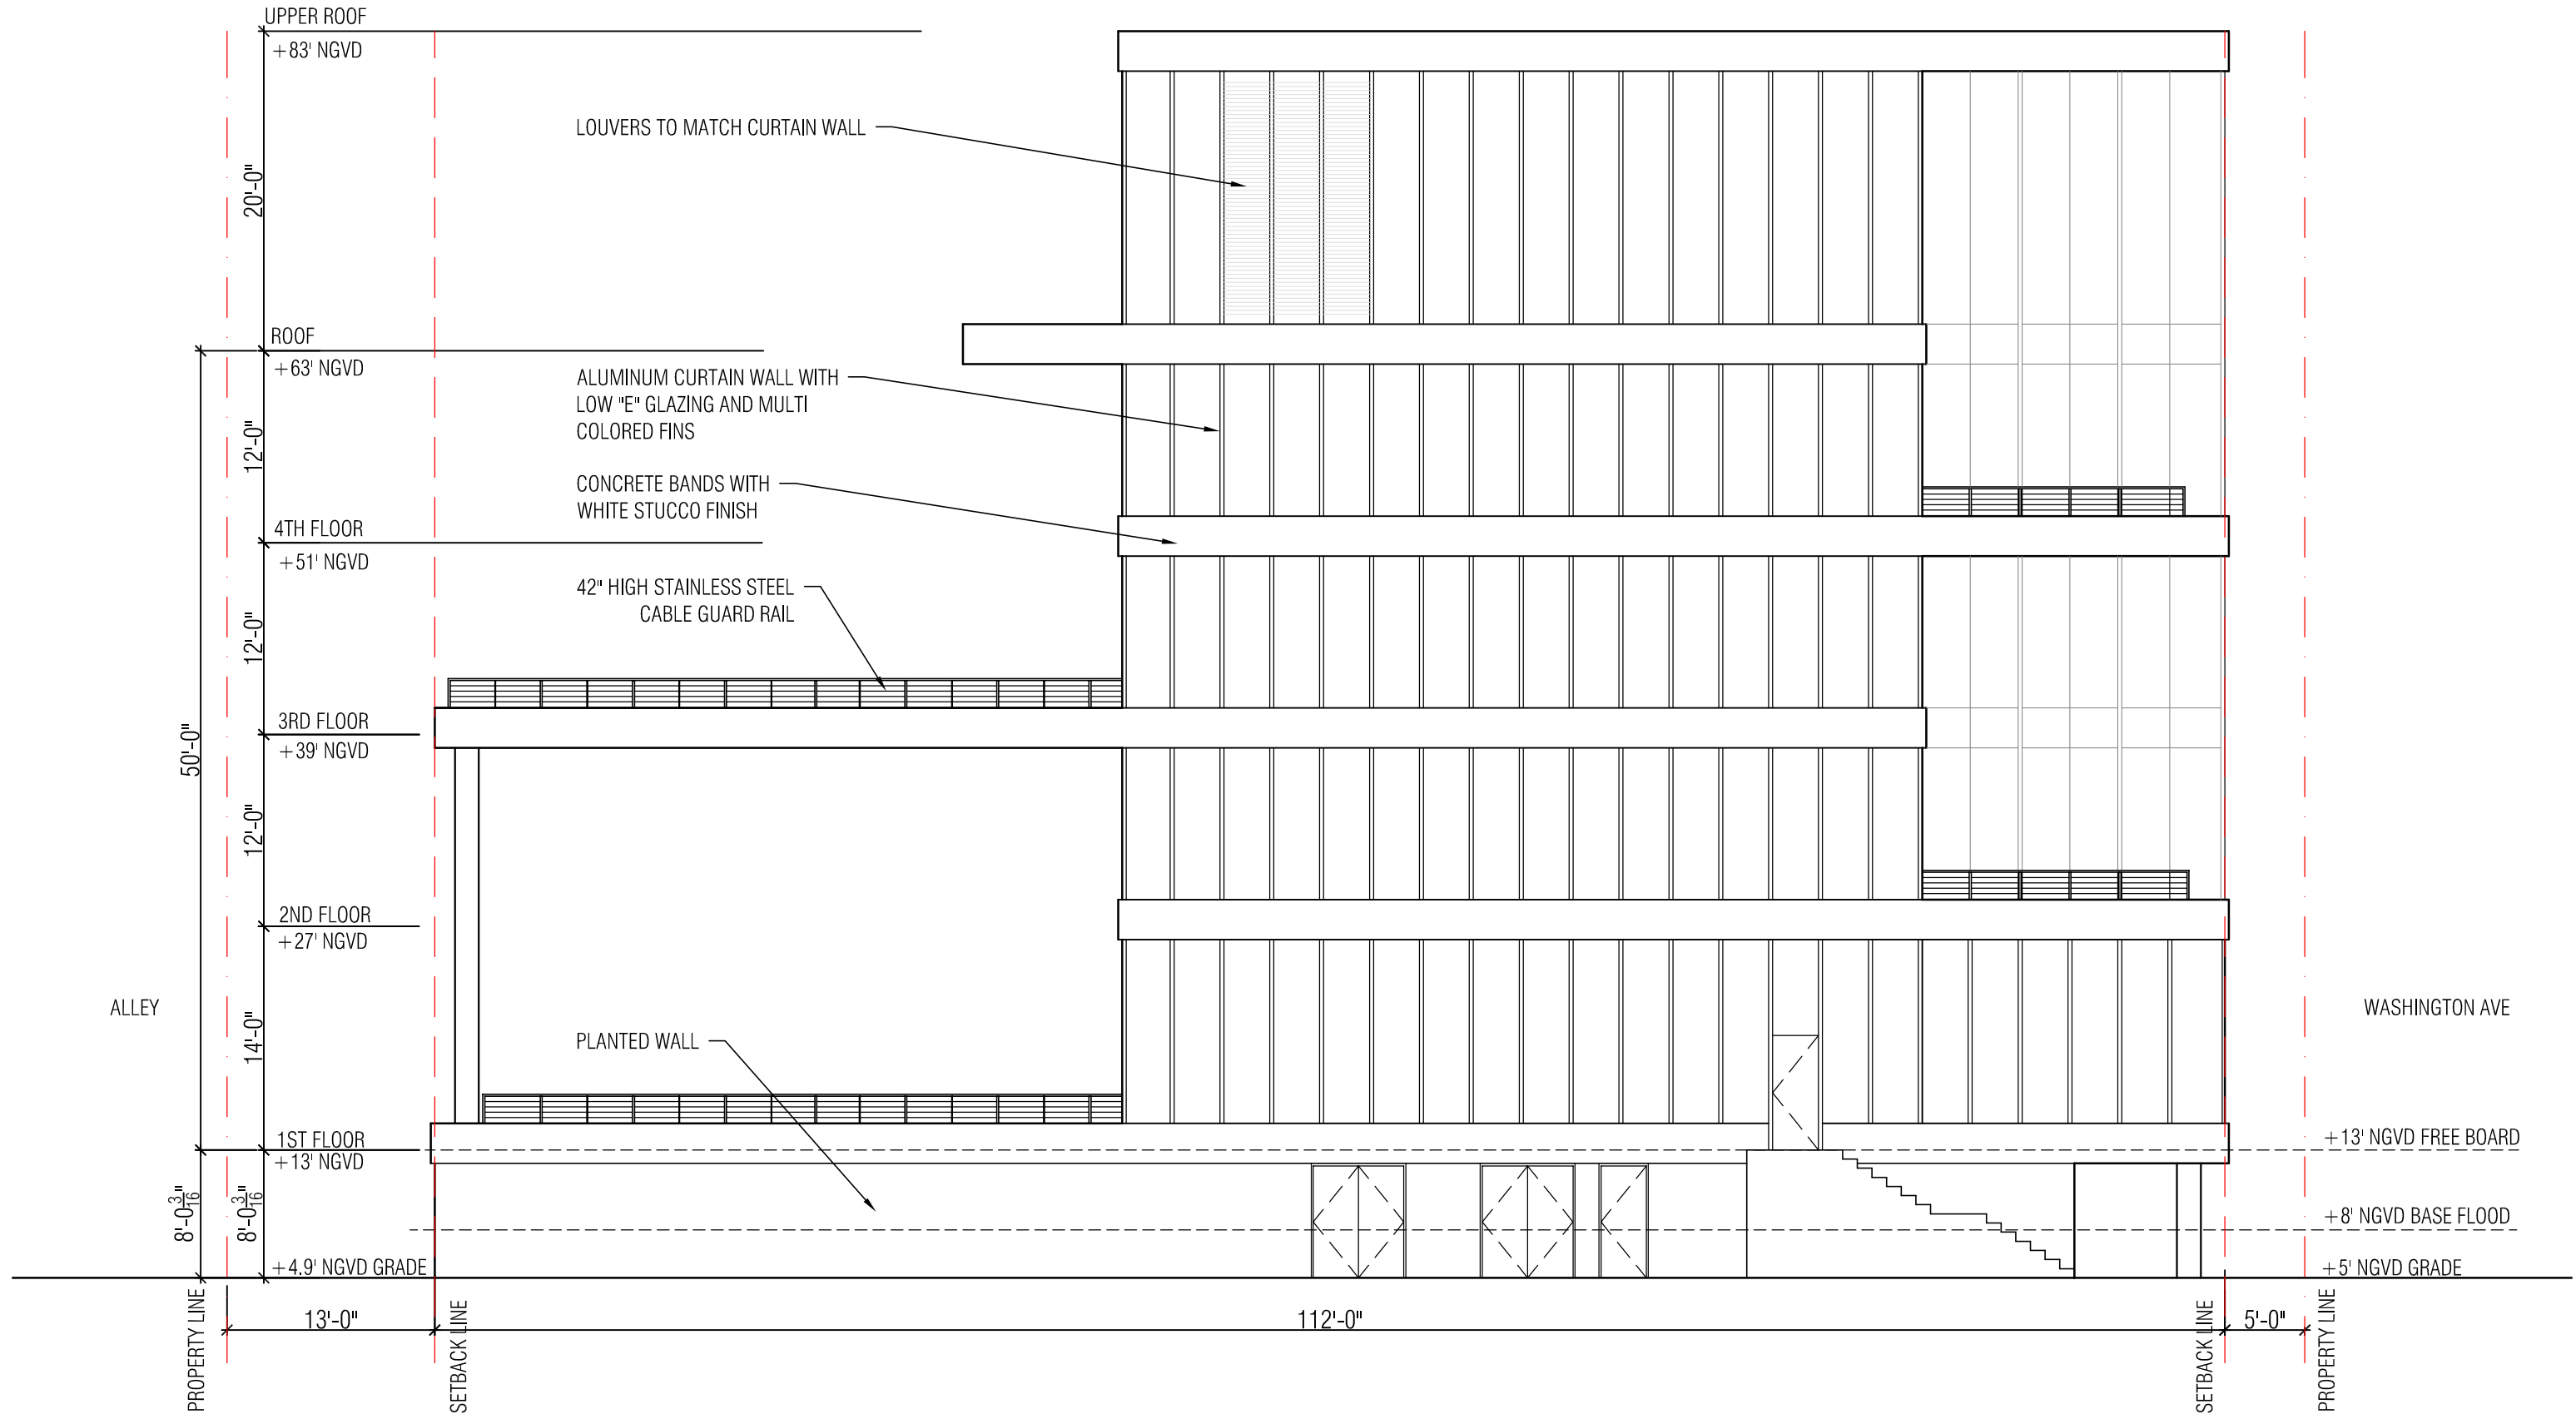 UPPER ROOF
+83' NGVD
LOUVERS TO MATCH CURTAIN WALL
20'-0"
ROOF
+63' NGVD
ALUMINUM CURTAIN WALL WITH
LOW "E" GLAZING AND MULTI
COLORED FINS
12'-0"
CONCRETE BANDS WITH
WHITE STUCCO FINISH
4TH FLOOR
+51' NGVD
42" HIGH STAINLESS STEEL
CABLE GUARD RAIL
12'-0"
3RD FLOOR
+39' NGVD
50'-0"
12'-0"
2ND FLOOR
+27' NGVD
ALLEY
WASHINGTON AVE
14'-0"
PLANTED WALL
1ST FLOOR
+13' NGVD
+13' NGVD FREE BOARD
8'-0 3/16"
8'-0 3/16"
+8' NGVD BASE FLOOD
+4.9' NGVD GRADE
+5' NGVD GRADE
13'-0"
112'-0"
5'-0"
PROPERTY LINE
SETBACK LINE
SETBACK LINE
PROPERTY LINE